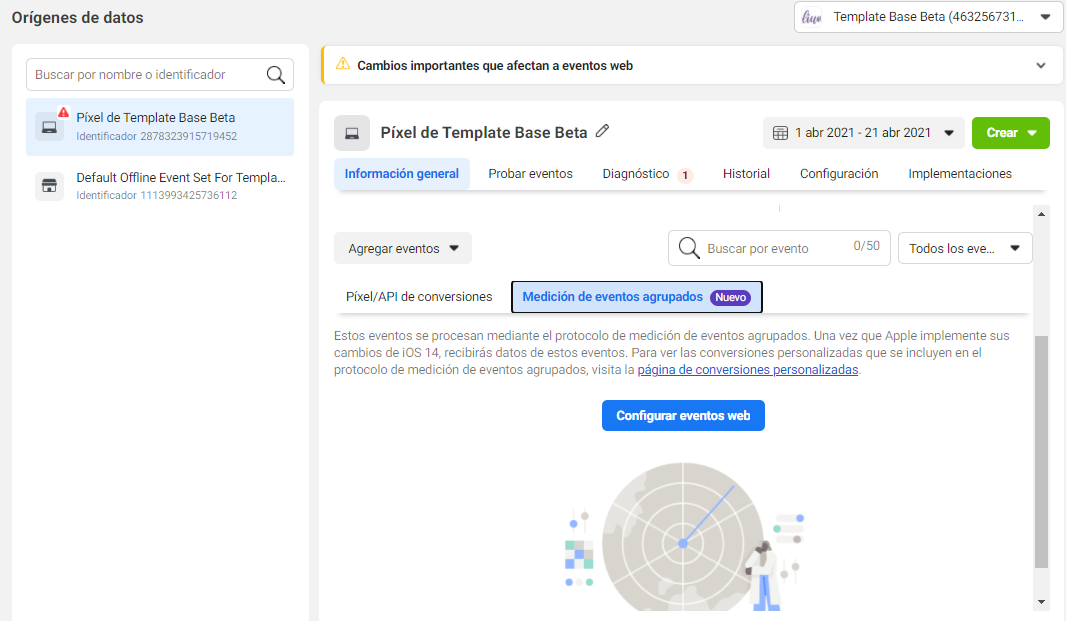 Orígenes de datos
Template Base Beta (463256731...
Buscar por nombre o identificador
Píxel de Template Base Beta
Identificador 2878323915719452
Default Offline Event Set For Templa...
Identificador 1113993425736112
Cambios importantes que afectan a eventos web
Píxel de Template Base Beta
1 abr 2021 - 21 abr 2021
Crear
Información general
Probar eventos
Diagnóstico 1
Historial
Configuración
Implementaciones
Agregar eventos
Buscar por evento 0/50
Todos los eve...
Píxel/API de conversiones
Medición de eventos agrupados Nuevo
Estos eventos se procesan mediante el protocolo de medición de eventos agrupados. Una vez que Apple implemente sus
cambios de iOS 14, recibirás datos de estos eventos. Para ver las conversiones personalizadas que se incluyen en el
protocolo de medición de eventos agrupados, visita la página de conversiones personalizadas.
Configurar eventos web